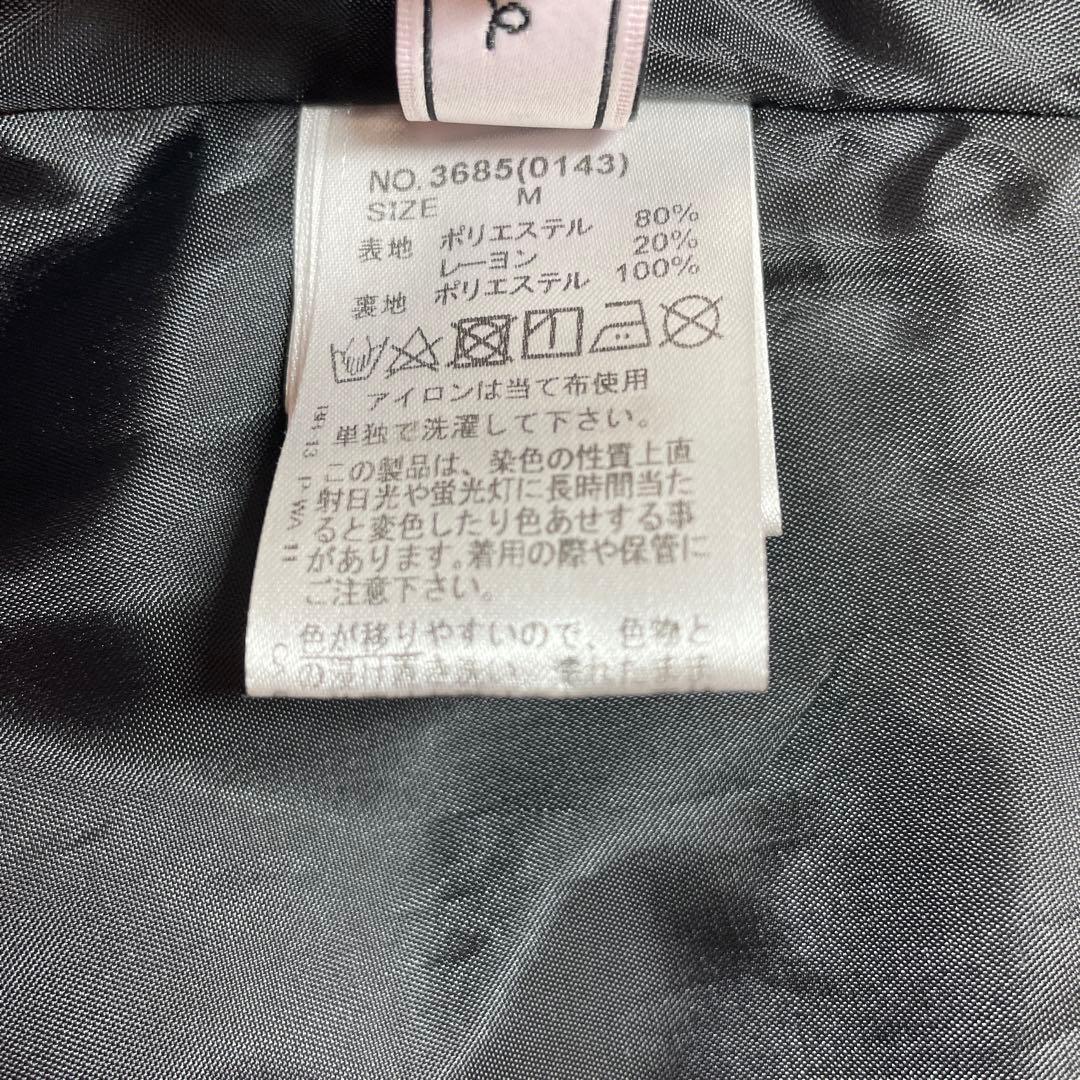 NO. 3685(0143)
SIZE M
表地 ポリエステル 80%
レーヨン 20%
裏地 ポリエステル 100%
アイロンは当て布使用
単独で洗濯して下さい。
この製品は、染色の性質上直
射日光や蛍光灯に長時間当た
ると変色したり色あせする事
があります。着用の際や保管に
ご注意下さい。
色が移りやすいので、色物と